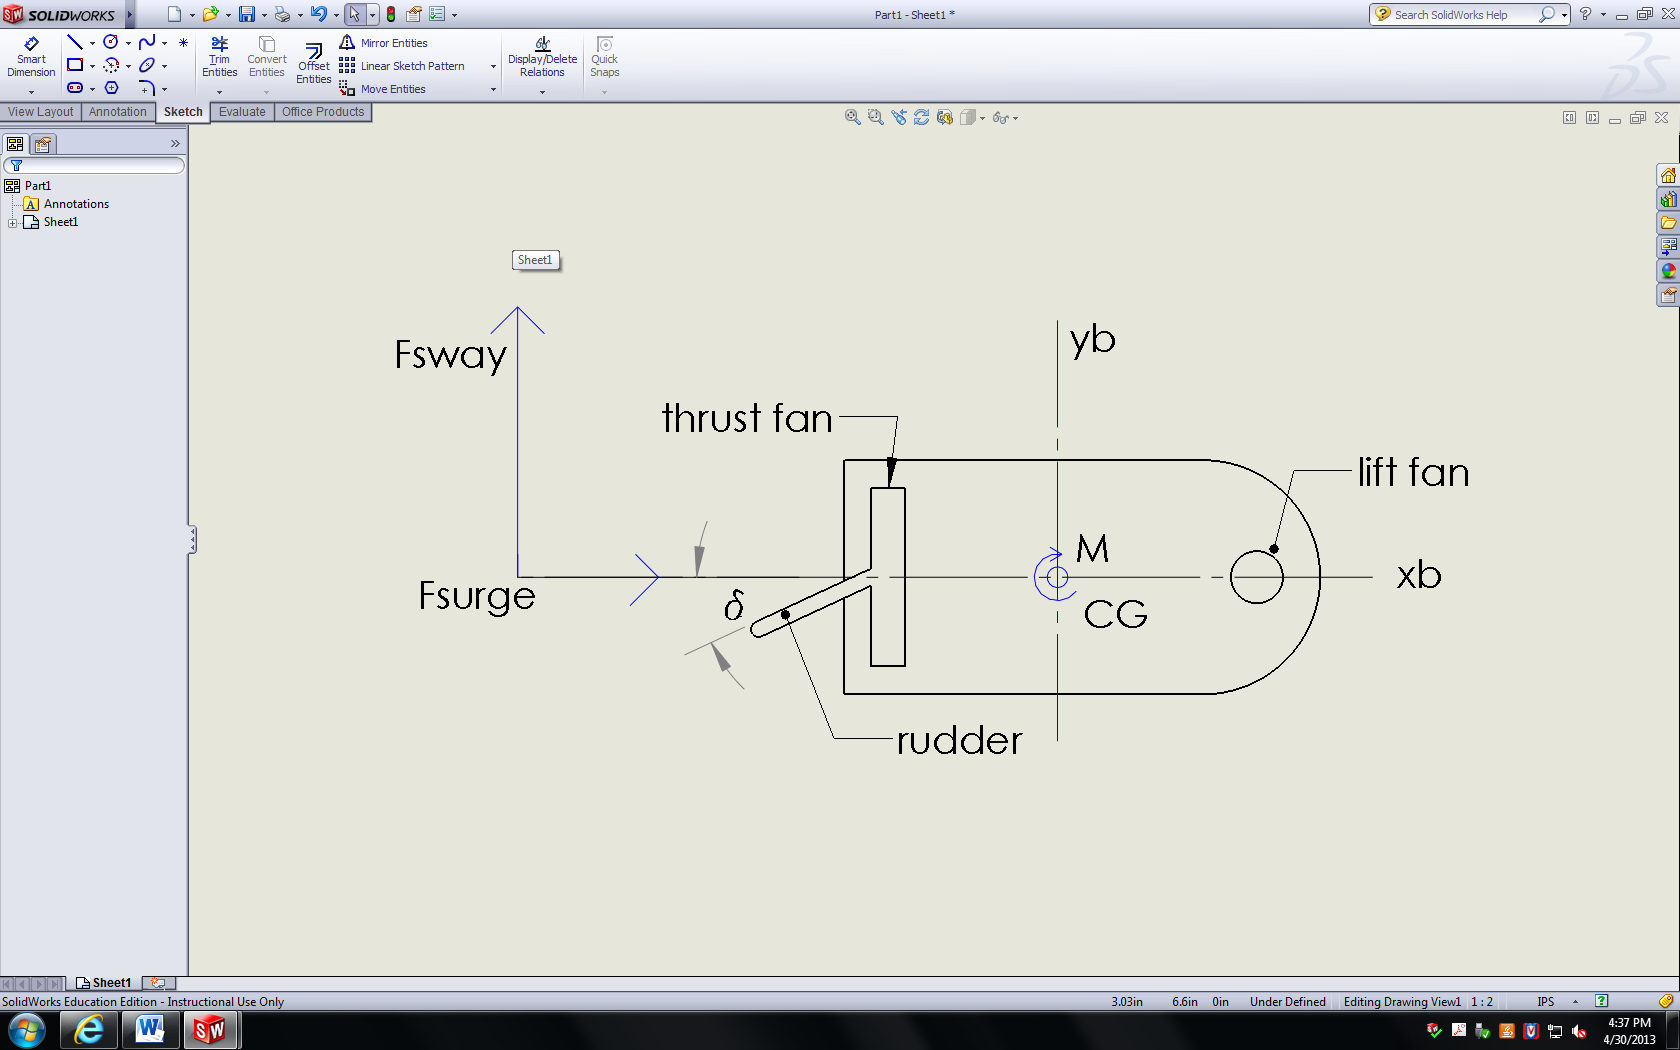 SOLIDWORKS
Part1 - Sheet1 *
Search SolidWorks Help
Smart
Dimension
Trim
Entities
Convert
Entities
Offset
Entities
Mirror Entities
Linear Sketch Pattern
Move Entities
Display/Delete
Relations
Quick
Snaps
View Layout
Annotation
Sketch
Evaluate
Office Products
Part1
A Annotations
Sheet1
Sheet1
Fsway
yb
thrust fan
lift fan
M
xb
Fsurge
δ
CG
rudder
Sheet1
SolidWorks Education Edition - Instructional Use Only
3.03in 6.6in 0in Under Defined Editing Drawing View1 1 : 2 IPS
4:37 PM
4/30/2013